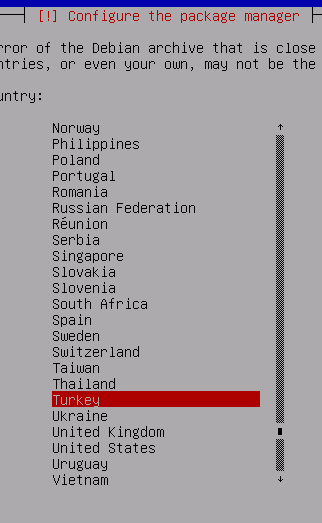 [!] Configure the package manager
rror of the Debian archive that is close
ntries, or even your own, may not be the
untry:
Norway
Philippines
Poland
Portugal
Romania
Russian Federation
Réunion
Serbia
Singapore
Slovakia
Slovenia
South Africa
Spain
Sweden
Switzerland
Taiwan
Thailand
Turkey
Ukraine
United Kingdom
United States
Uruguay
Vietnam